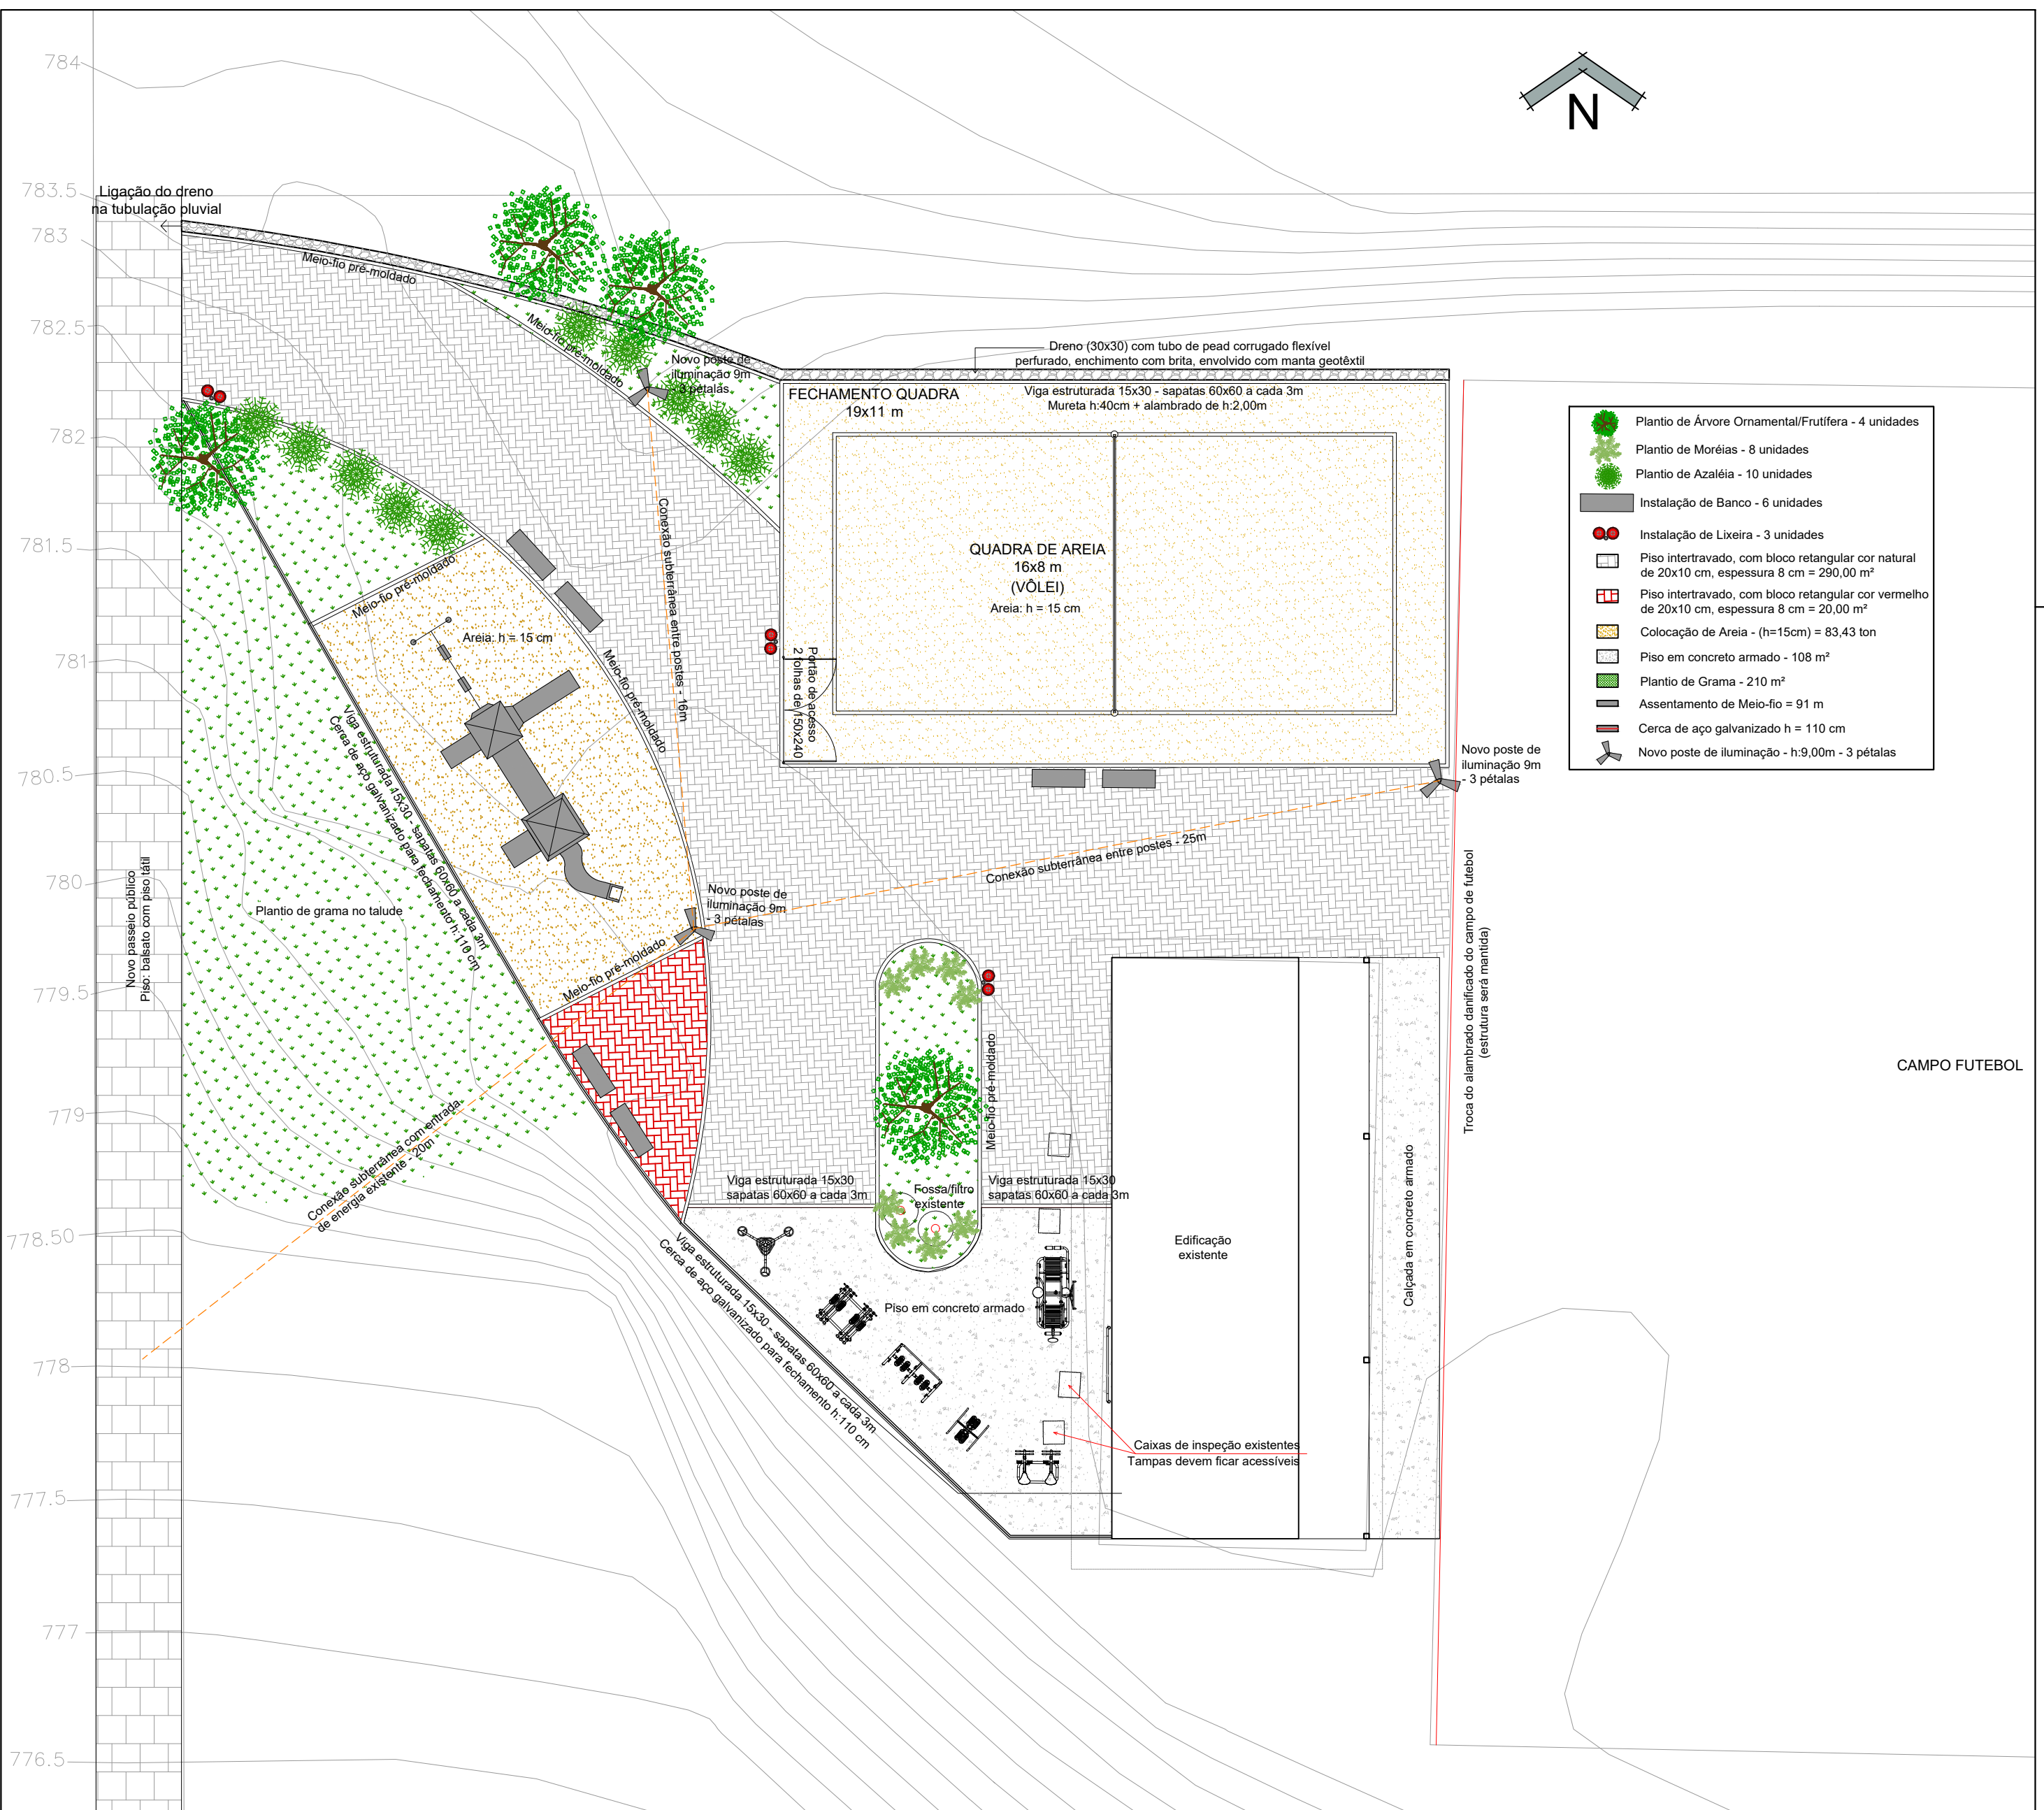 784
N
783.5
Ligação do dreno
na tubulação pluvial
783
Meio-fio pré-moldado
782.5
Meio-fio pré-moldado
Novo poste de
iluminação 9m
- 3 pétalas
Dreno (30x30) com tubo de pead corrugado flexível
perfurado, enchimento com brita, envolvido com manta geotêxtil
FECHAMENTO QUADRA
19x11 m
Viga estruturada 15x30 - sapatas 60x60 a cada 3m
Mureta h:40cm + alambrado de h:2,00m
Plantio de Árvore Ornamental/Frutífera - 4 unidades
Plantio de Moréias - 8 unidades
Plantio de Azaléia - 10 unidades
Instalação de Banco - 6 unidades
Instalação de Lixeira - 3 unidades
Piso intertravado, com bloco retangular cor natural
de 20x10 cm, espessura 8 cm = 290,00 m²
Piso intertravado, com bloco retangular cor vermelho
de 20x10 cm, espessura 8 cm = 20,00 m²
Colocação de Areia - (h=15cm) = 83,43 ton
Piso em concreto armado - 108 m²
Plantio de Grama - 210 m²
Assentamento de Meio-fio = 91 m
Cerca de aço galvanizado h = 110 cm
Novo poste de iluminação - h:9,00m - 3 pétalas
782
781.5
Conexão subterrânea entre postes - 16m
QUADRA DE AREIA
16x8 m
(VÔLEI)
Areia: h = 15 cm
Meio-fio pré-moldado
Areia: h = 15 cm
Meio-fio pré-moldado
Portão de acesso
2 folhas de 150x240
781
780.5
Viga estruturada 15x30 - sapatas 60x60 a cada 3m
Cerca de aço galvanizado para fechamento h:110 cm
Novo poste de
iluminação 9m
- 3 pétalas
Conexão subterrânea entre postes - 25m
780
Novo passeio público
Piso: balsato com piso tátil
Plantio de grama no talude
Novo poste de
iluminação 9m
- 3 pétalas
Meio-fio pré-moldado
Troca do alambrado danificado do campo de futebol
(estrutura será mantida)
779.5
CAMPO FUTEBOL
Meio-fio pré-moldado
779
Conexão subterrânea com entrada
de energia existente - 20m
Viga estruturada 15x30
sapatas 60x60 a cada 3m
Fossa/filtro
existente
Viga estruturada 15x30
sapatas 60x60 a cada 3m
778.50
Edificação
existente
Calçada em concreto armado
Viga estruturada 15x30 - sapatas 60x60 a cada 3m
Cerca de aço galvanizado para fechamento h:110 cm
Piso em concreto armado
778
Caixas de inspeção existentes
Tampas devem ficar acessíveis
777.5
777
776.5